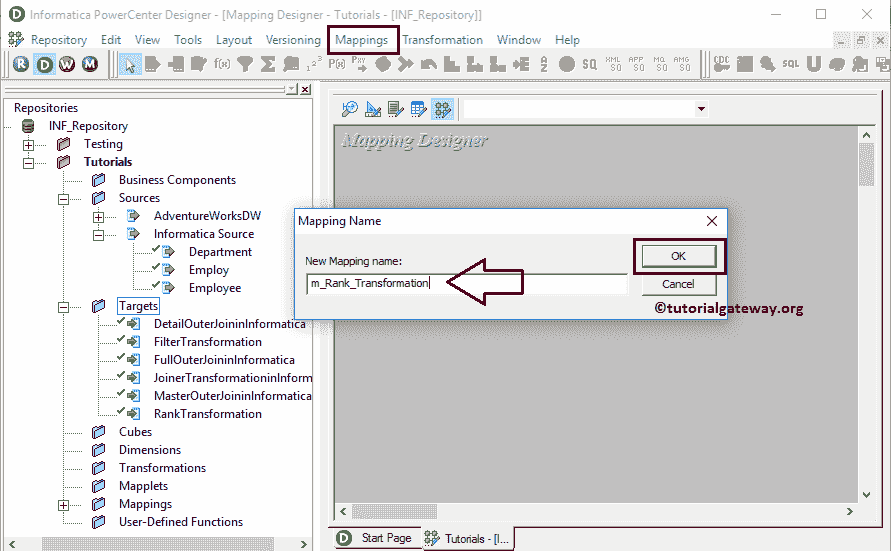 Informatica PowerCenter Designer - [Mapping Designer - Tutorials - [INF_Repository]]
Repository Edit View Tools Layout Versioning Mappings Transformation Window Help
Repositories
INF_Repository
Testing
Tutorials
Business Components
Sources
AdventureWorksDW
Informatica Source
Department
Employ
Employee
Targets
DetailOuterJoininInformatica
FilterTransformation
FullOuterJoininInformatica
JoinerTransformationinInform
MasterOuterJoininInformatica
RankTransformation
Cubes
Dimensions
Transformations
Mapplets
Mappings
User-Defined Functions
Mapping Designer
Mapping Name
New Mapping name:
m_Rank_Transformation
OK
Cancel
©tutorialgateway.org
Start Page
Tutorials - [I...